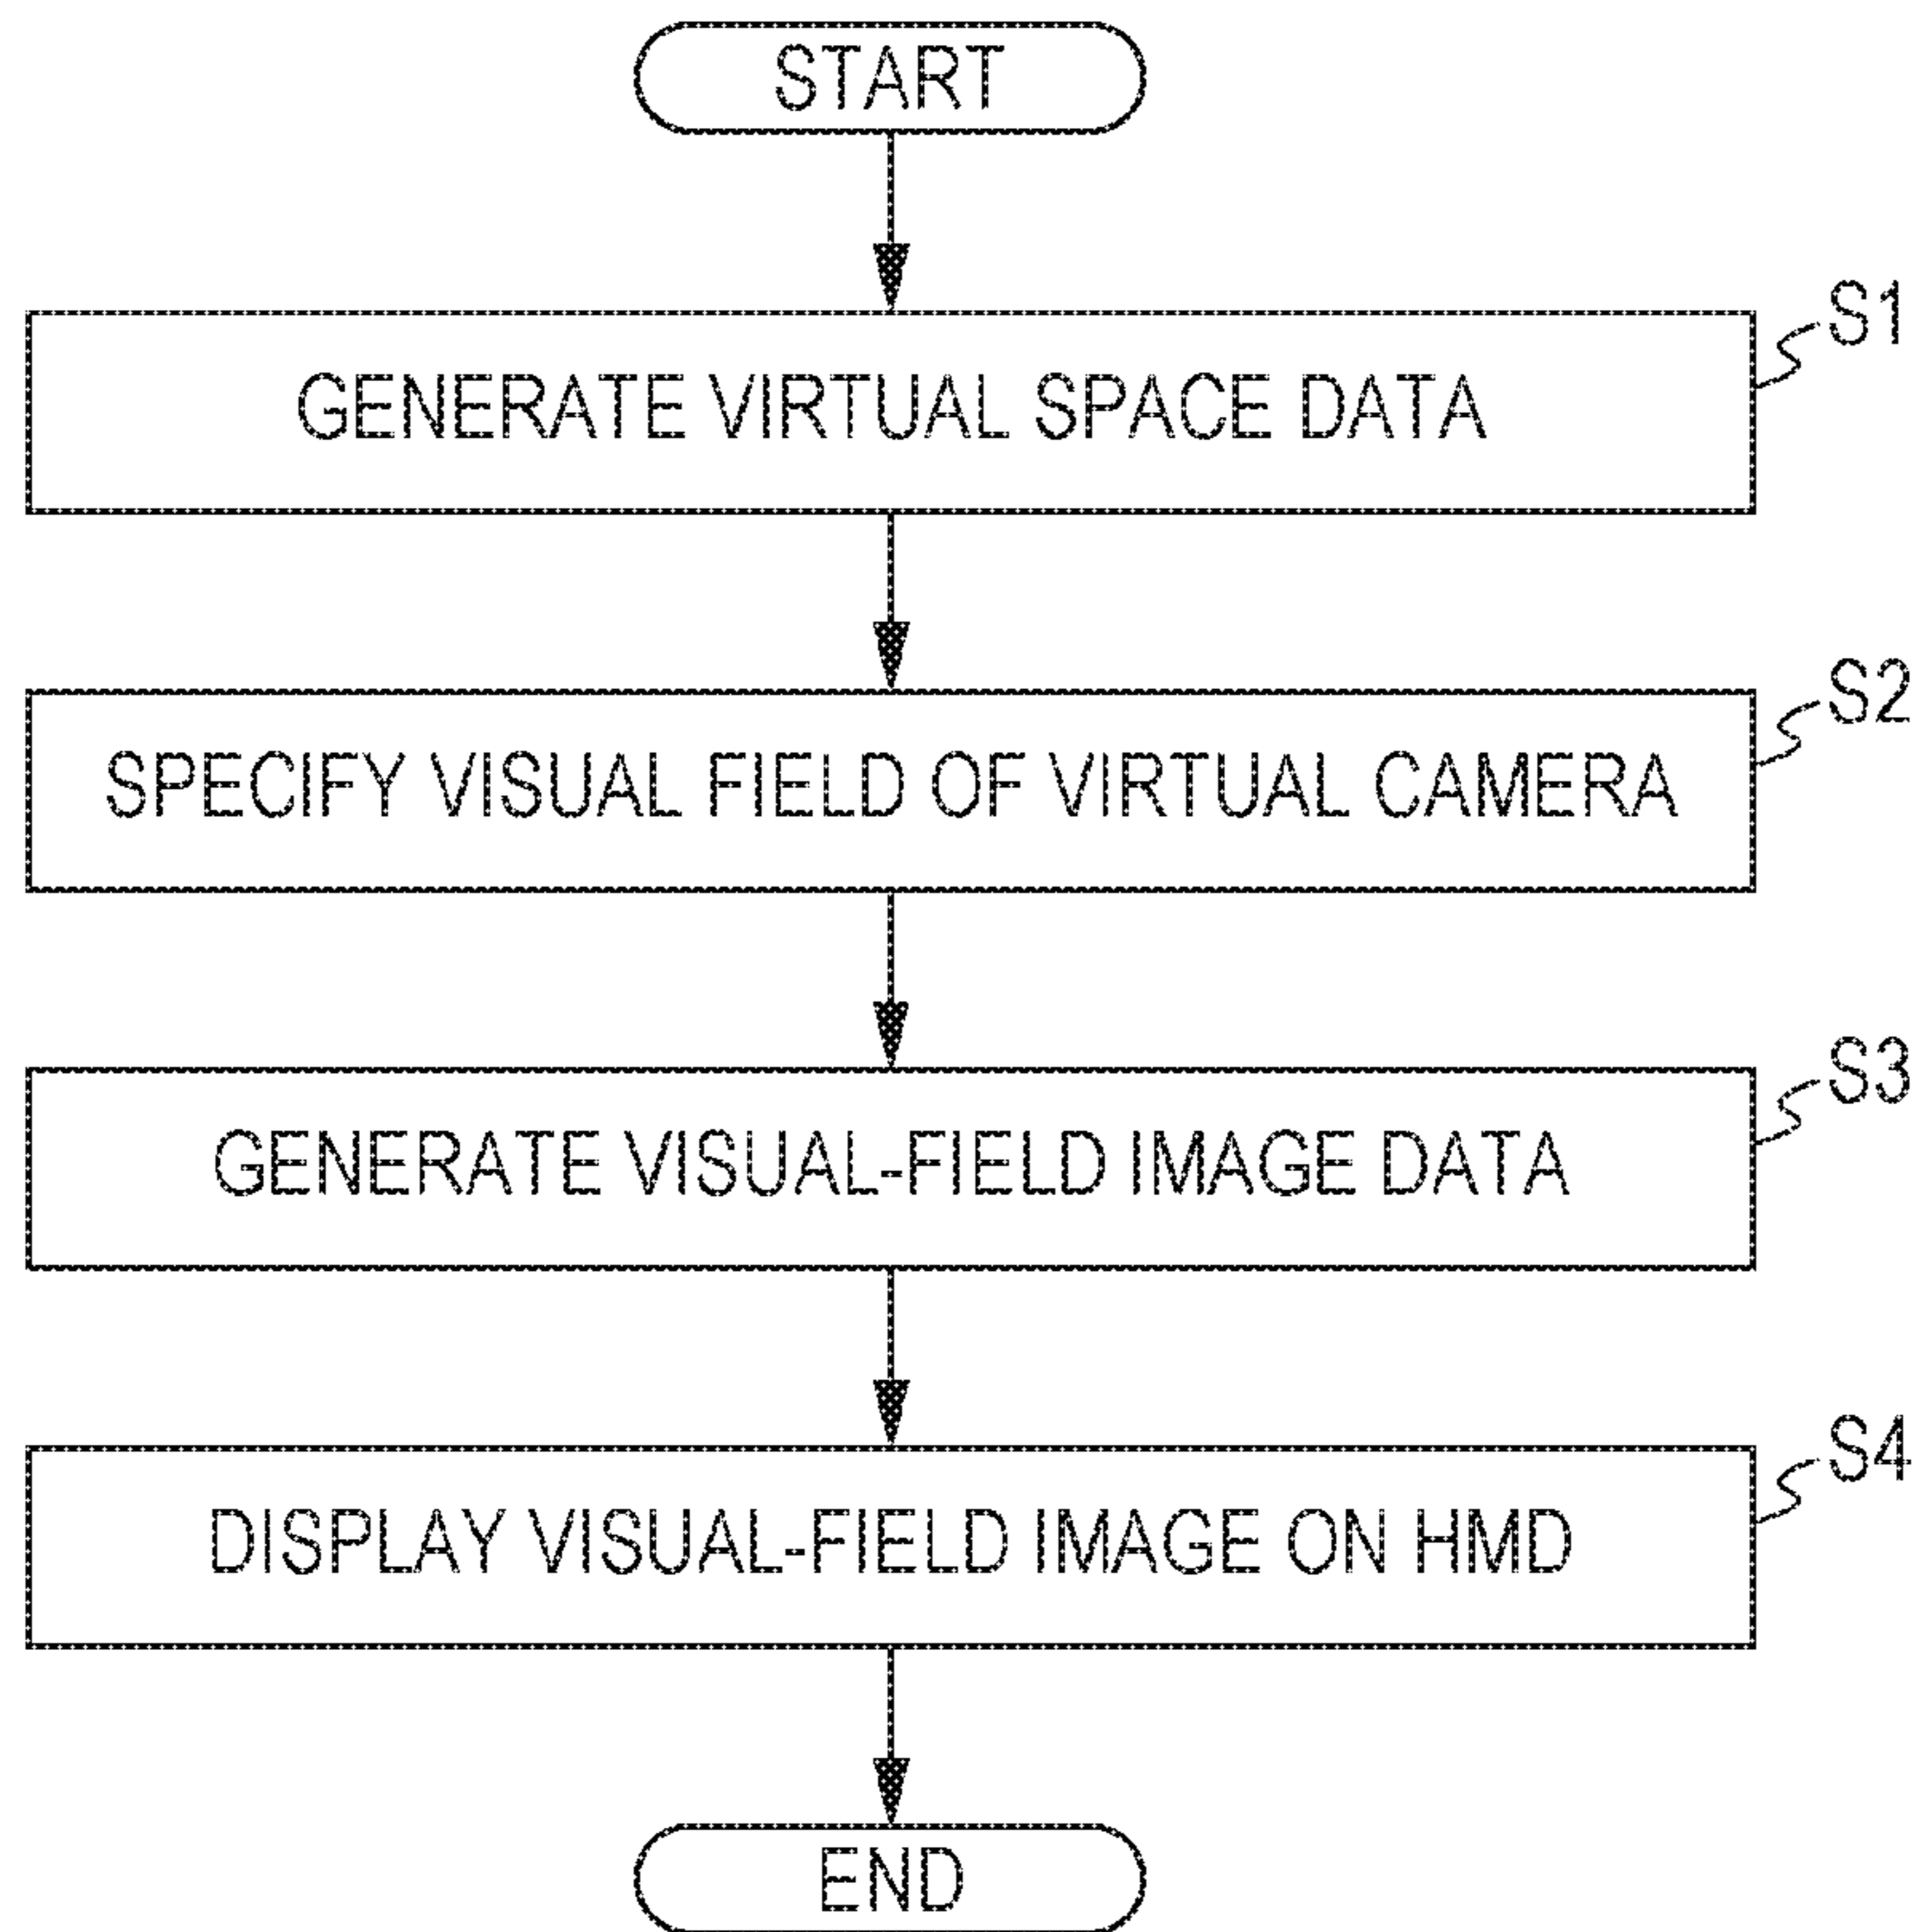 START
S1
GENERATE VIRTUAL SPACE DATA
S2
SPECIFY VISUAL FIELD OF VIRTUAL CAMERA
S3
GENERATE VISUAL-FIELD IMAGE DATA
S4
DISPLAY VISUAL-FIELD IMAGE ON HMD
END